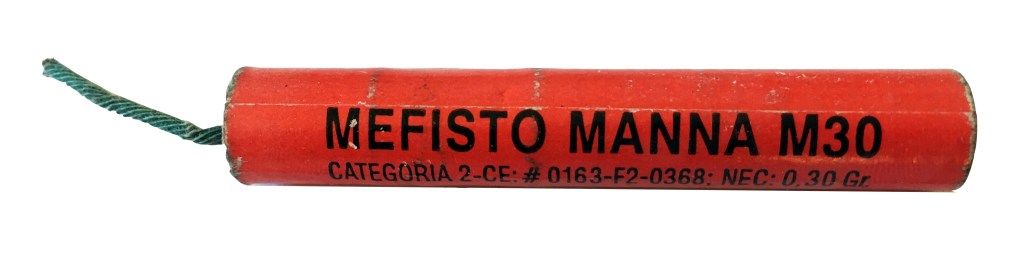 MEFISTO MANNA M30
CATEGORIA 2-CE: # 0163-F2-0368: NEC: 0,30 Gr.